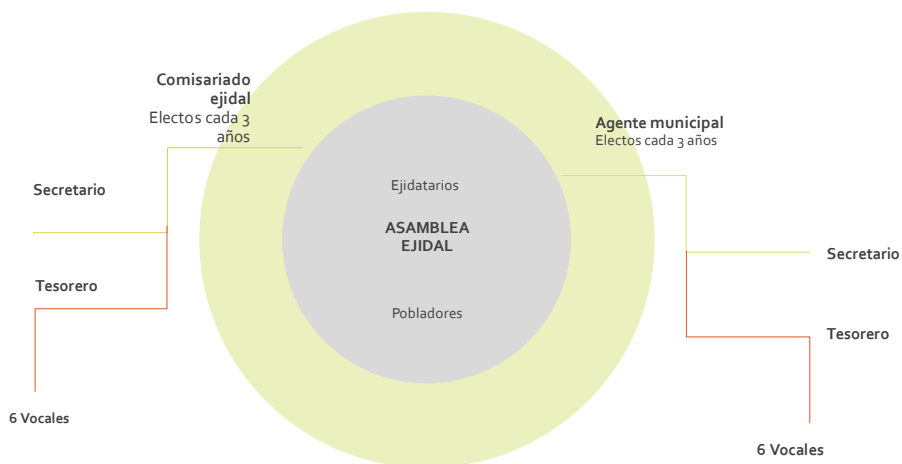 Comisariado
ejidal
Electos cada 3
años
Agente municipal
Electos cada 3 años
Secretario
Ejidatarios
ASAMBLEA
EJIDAL
Secretario
Tesorero
Pobladores
Tesorero
6 Vocales
6 Vocales